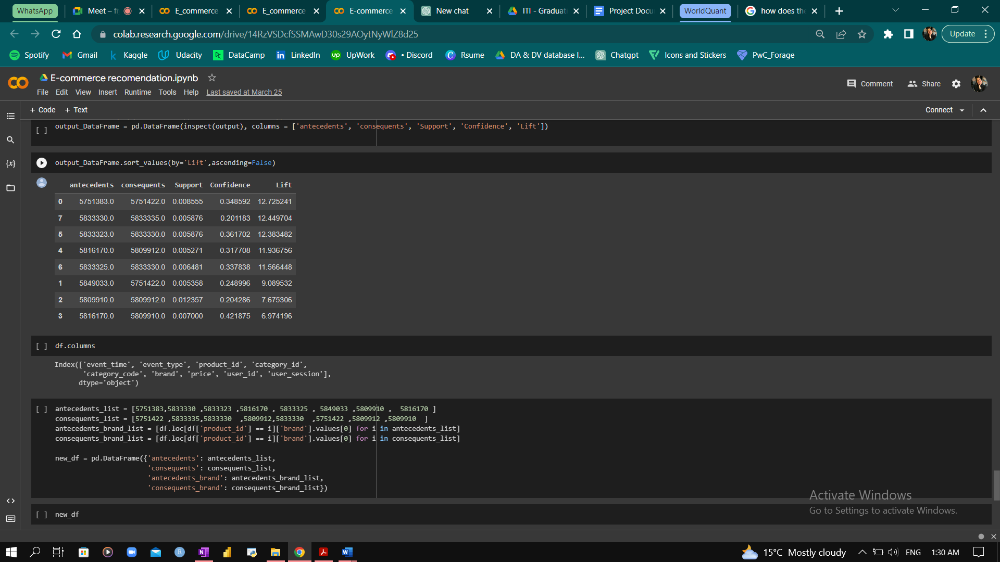 WhatsApp
Meet – fi
E_commerce
E_commerce
E-commerce
New chat
ITI - Graduati
Project Docu
WorldQuant
how does the
colab.research.google.com/drive/14RzVSDcfSSMAwD30s29AOytNyWlZ8d25
Update
Spotify
Gmail
Kaggle
Udacity
DataCamp
LinkedIn
UpWork
• Discord
Rsume
DA & DV database I...
Chatgpt
Icons and Stickers
PwC_Forage
E-commerce recomendation.ipynb
File Edit View Insert Runtime Tools Help Last saved at March 25
Comment
Share
+ Code + Text
Connect
[ ] output_DataFrame = pd.DataFrame(inspect(output), columns = ['antecedents', 'consequents', 'Support', 'Confidence', 'Lift'])
output_DataFrame.sort_values(by='Lift',ascending=False)
antecedents consequents Support Confidence Lift
0 5751383.0 5751422.0 0.008555 0.348592 12.725241
7 5833330.0 5833335.0 0.005876 0.201183 12.449704
5 5833323.0 5833330.0 0.005876 0.361702 12.383482
4 5816170.0 5809912.0 0.005271 0.317708 11.936756
6 5833325.0 5833330.0 0.006481 0.337838 11.566448
1 5849033.0 5751422.0 0.005358 0.248996 9.089532
2 5809910.0 5809912.0 0.012357 0.204286 7.675306
3 5816170.0 5809910.0 0.007000 0.421875 6.974196
[ ] df.columns
Index(['event_time', 'event_type', 'product_id', 'category_id',
'category_code', 'brand', 'price', 'user_id', 'user_session'],
dtype='object')
[ ] antecedents_list = [5751383,5833330 ,5833323 ,5816170 , 5833325 , 5849033 ,5809910 , 5816170 ]
consequents_list = [5751422 ,5833335,5833330 ,5809912,5833330 ,5751422 ,5809912 ,5809910 ]
antecedents_brand_list = [df.loc[df['product_id'] == i]['brand'].values[0] for i in antecedents_list]
consequents_brand_list = [df.loc[df['product_id'] == i]['brand'].values[0] for i in consequents_list]
new_df = pd.DataFrame({'antecedents': antecedents_list,
'consequents': consequents_list,
'antecedents_brand': antecedents_brand_list,
'consequents_brand': consequents_brand_list})
[ ] new_df
Activate Windows
Go to Settings to activate Windows.
15°C Mostly cloudy
ENG
1:30 AM